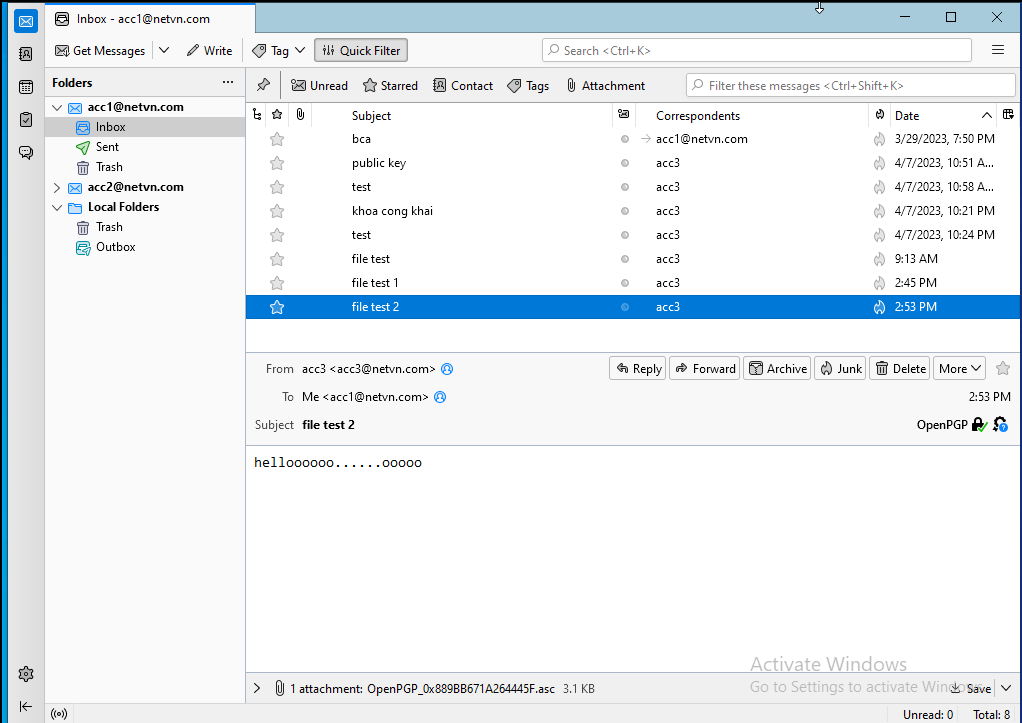 Inbox - acc1@netvn.com
Get Messages Write Tag Quick Filter Search <Ctrl+K>
Folders ···
Unread Starred Contact Tags Attachment Filter these messages <Ctrl+Shift+K>
acc1@netvn.com
Inbox
Sent
Trash
acc2@netvn.com
Local Folders
Trash
Outbox
Subject Correspondents Date
bca acc1@netvn.com 3/29/2023, 7:50 PM
public key acc3 4/7/2023, 10:51 A...
test acc3 4/7/2023, 10:58 A...
khoa cong khai acc3 4/7/2023, 10:21 PM
test acc3 4/7/2023, 10:24 PM
file test acc3 9:13 AM
file test 1 acc3 2:45 PM
file test 2 acc3 2:53 PM
From acc3 <acc3@netvn.com> Reply Forward Archive Junk Delete More
To Me <acc1@netvn.com> 2:53 PM
Subject file test 2 OpenPGP
helloooooo......ooooo
Activate Windows
Go to Settings to activate Windows.
1 attachment: OpenPGP_0x889BB671A264445F.asc 3.1 KB Save
Unread: 0 Total: 8